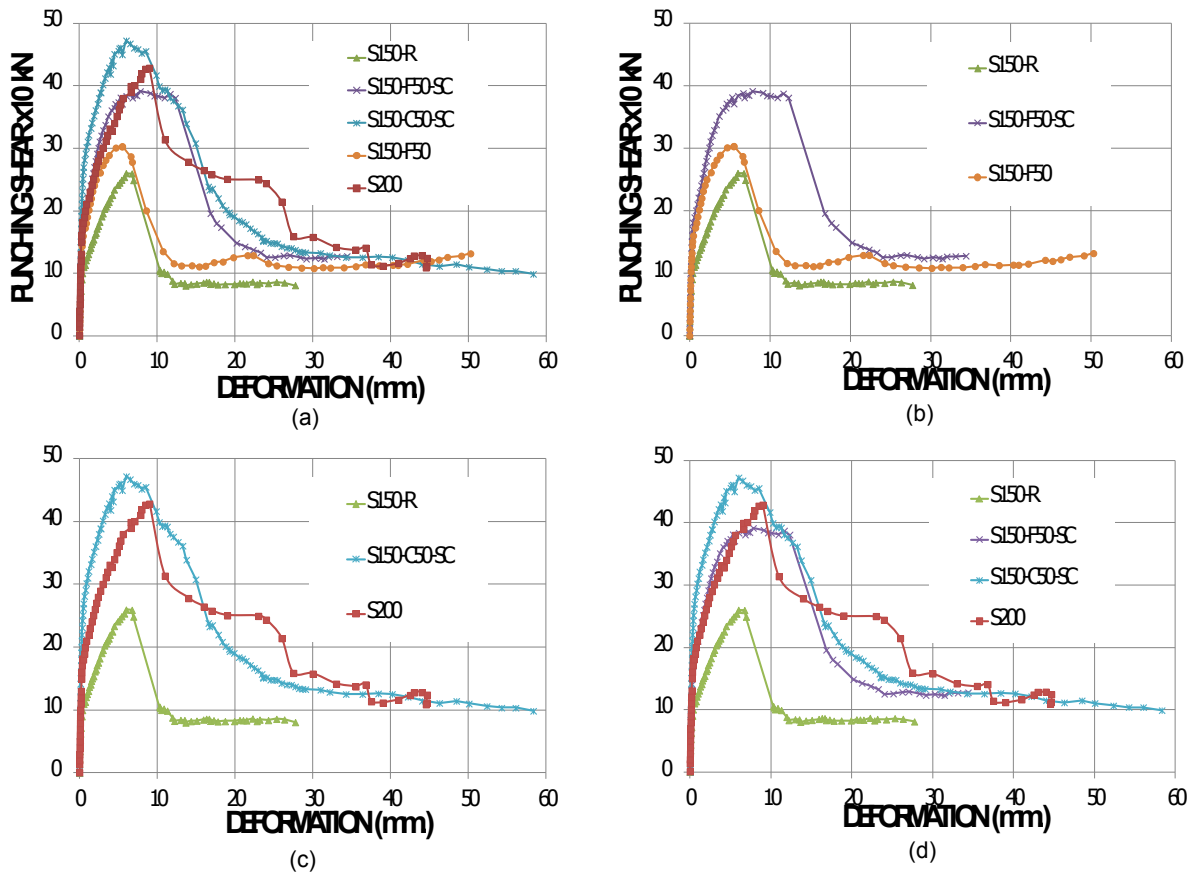 50
40
30
20
10
0
PUNCHING SHEAR x10 kN
S150-R
S150-F50-SC
S150-C50-SC
S150-F50
S200
0 10 20 30 40 50 60
DEFORMATION (mm.)
(a)
50
40
30
20
10
0
PUNCHING SHEAR x10 kN
S150-R
S150-F50-SC
S150-F50
0 10 20 30 40 50 60
DEFORMATION (mm.)
(b)
50
40
30
20
10
0
S150-R
S150-C50-SC
S200
0 10 20 30 40 50 60
DEFORMATION (mm.)
(c)
50
40
30
20
10
0
S150-R
S150-F50-SC
S150-C50-SC
S200
0 10 20 30 40 50 60
DEFORMATION (mm.)
(d)